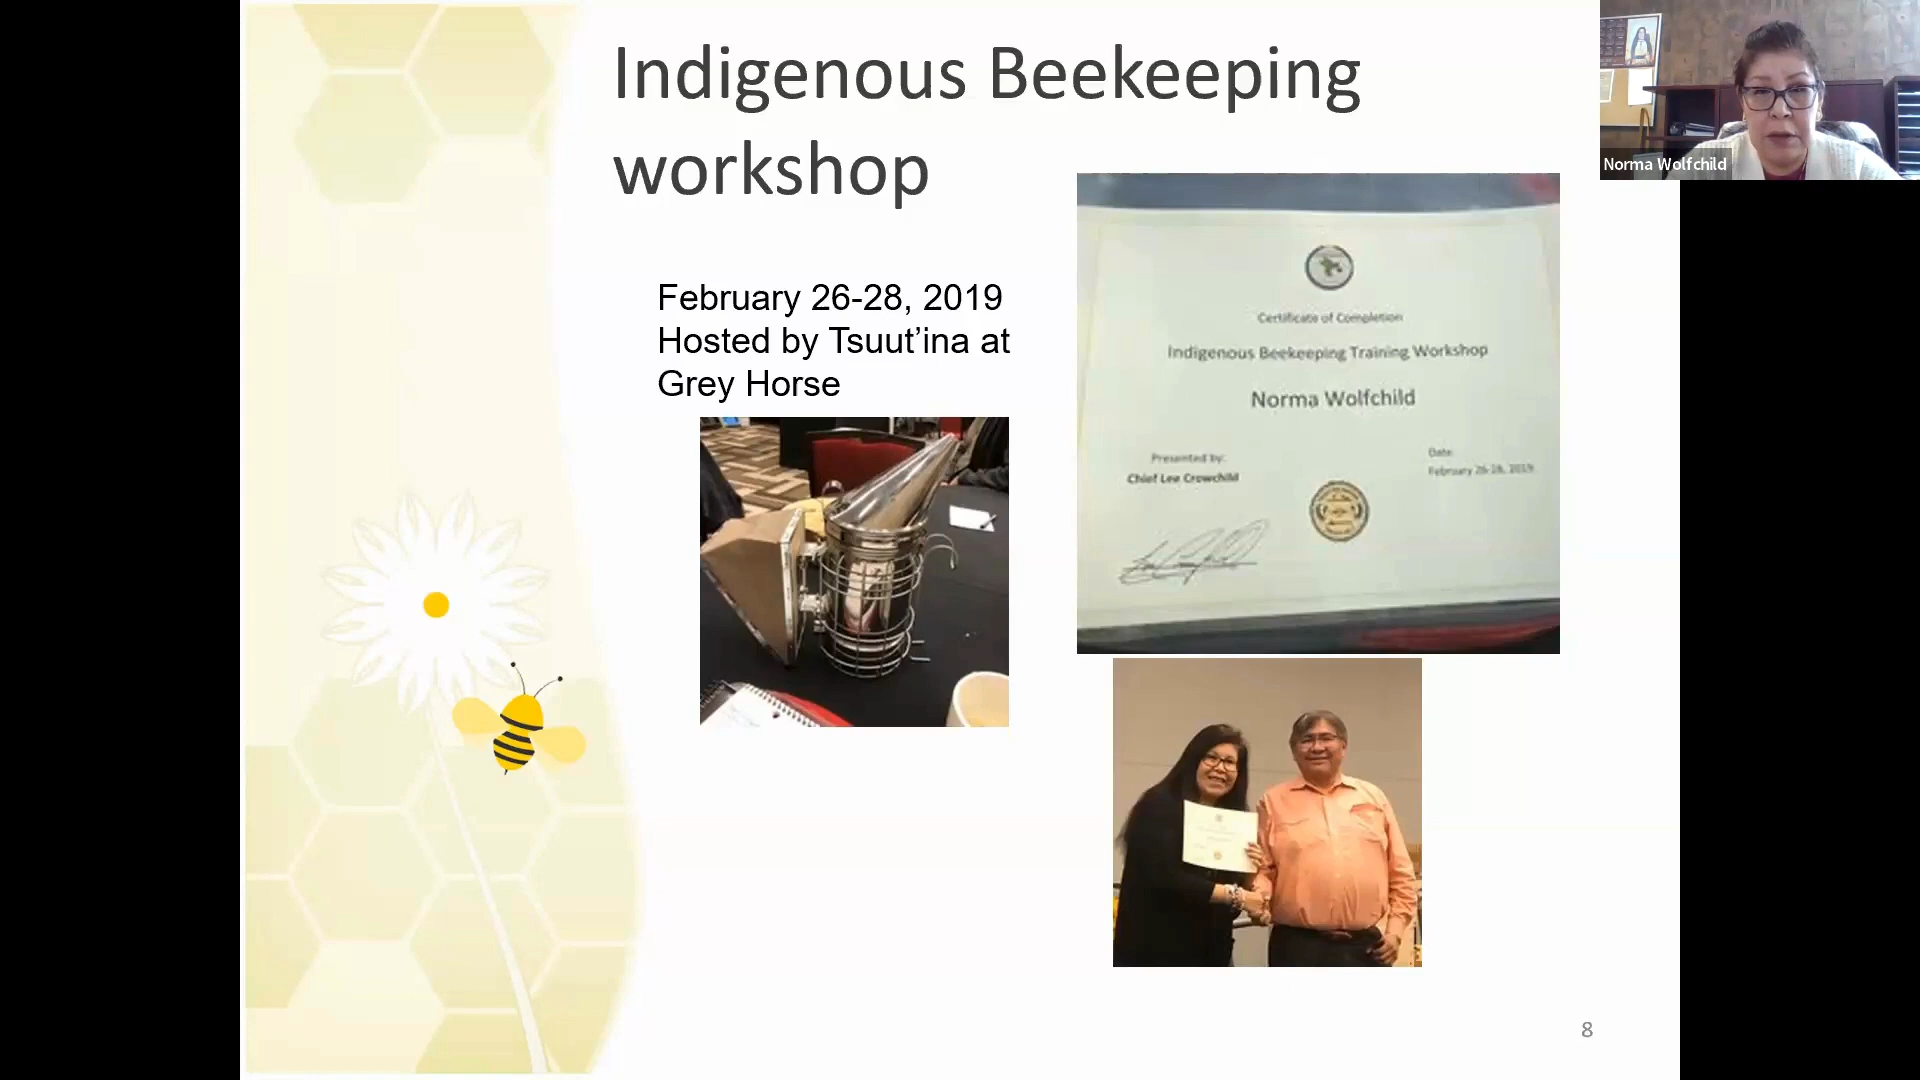 Indigenous Beekeeping
workshop
Norma Wolfchild
February 26-28, 2019
Hosted by Tsuut’ina at
Grey Horse
Certificate of Completion
Indigenous Beekeeping Training Workshop
Norma Wolfchild
Presented by:
Chief Lee Crowchild
Date
February 26-28, 2019
8